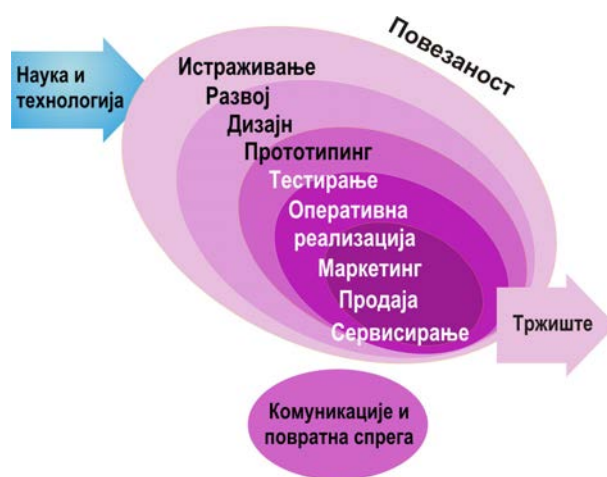 Повезаност
Наука и
технологија
Истраживање
Развој
Дизајн
Прототипинг
Тестирање
Оперативна
реализација
Маркетинг
Продаја
Сервисирање
Тржиште
Комуникације и
повратна спрега